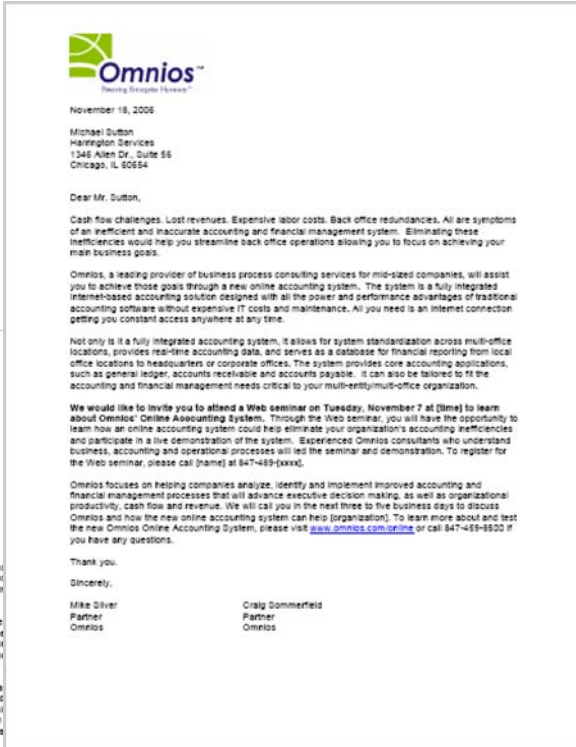 Omnios™
Powering Enterprise Harmony™
November 18, 2006
Michael Sutton
Harrington Services
1346 Allen Dr., Suite 56
Chicago, IL 60654
Dear Mr. Sutton,
Cash flow challenges. Lost revenues. Expensive labor costs. Back office redundancies. All are symptoms
of an inefficient and inaccurate accounting and financial management system. Eliminating these
inefficiencies would help you streamline back office operations allowing you to focus on achieving your
main business goals.
Omnios, a leading provider of business process consulting services for mid-sized companies, will assist
you to achieve those goals through a new online accounting system. The system is a fully integrated
internet-based accounting solution designed with all the power and performance advantages of traditional
accounting software without expensive IT costs and maintenance. All you need is an internet connection
getting you constant access anywhere at any time.
Not only is it a fully integrated accounting system, it allows for system standardization across multi-office
locations, provides real-time accounting data, and serves as a database for financial reporting from local
office locations to headquarters or corporate offices. The system provides core accounting applications,
such as general ledger, accounts receivable and accounts payable. It can also be tailored to fit the
accounting and financial management needs critical to your multi-entity/multi-office organization.
We would like to invite you to attend a Web seminar on Tuesday, November 7 at [time] to learn
about Omnios' Online Accounting System. Through the Web seminar, you will have the opportunity to
learn how an online accounting system could help eliminate your organization's accounting inefficiencies
and participate in a live demonstration of the system. Experienced Omnios consultants who understand
business, accounting and operational processes will led the seminar and demonstration. To register for
the Web seminar, please call [name] at 847-459-[xxxx].
Omnios focuses on helping companies analyze, identify and implement improved accounting and
financial management processes that will advance executive decision making, as well as organizational
productivity, cash flow and revenue. We will call you in the next three to five business days to discuss
Omnios and how the new online accounting system can help [organization]. To learn more about and test
the new Omnios Online Accounting System, please visit www.omnios.com/online or call 847-459-8500 if
you have any questions.
Thank you.
Sincerely,
Mike Silver Craig Sommerfield
Partner Partner
Omnios Omnios